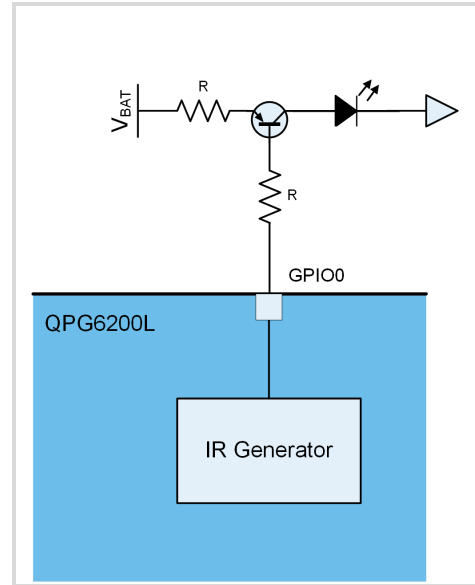 R
VBAT
R
GPIO0
QPG6200L
IR Generator